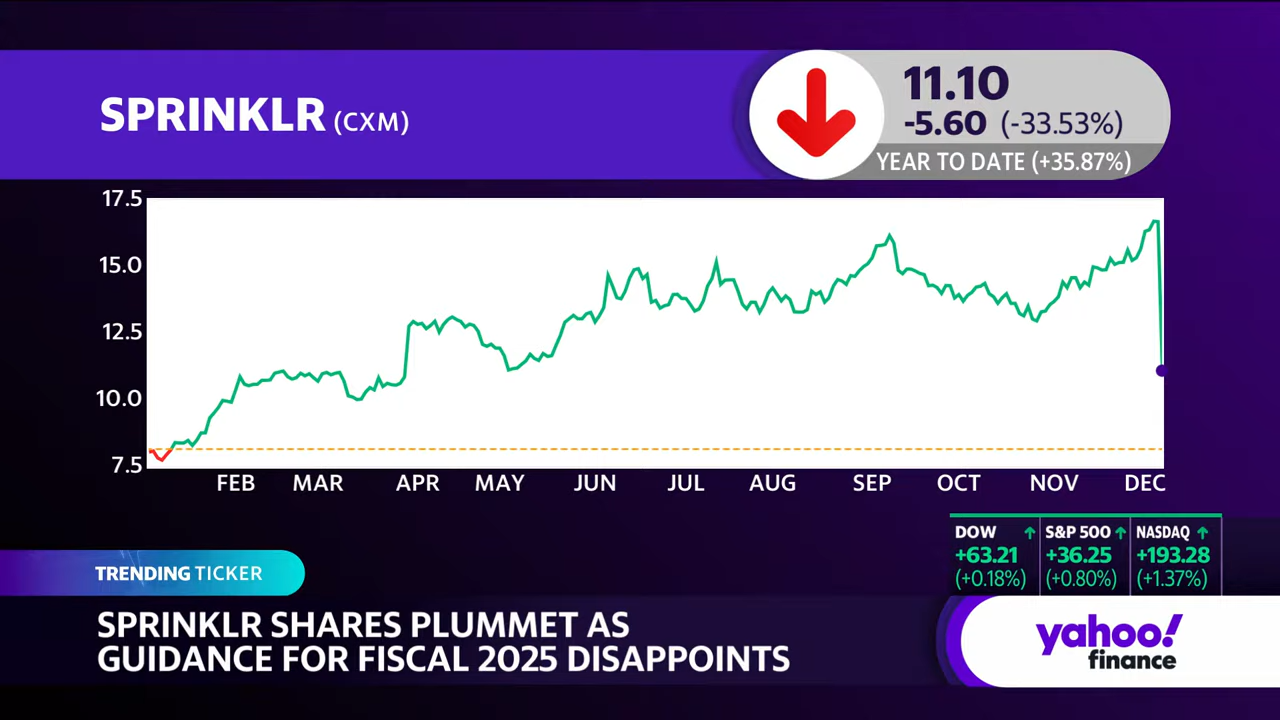 SPRINKLR (CXM)
11.10
-5.60 (-33.53%)
YEAR TO DATE (+35.87%)
17.5
15.0
12.5
10.0
7.5
FEB MAR APR MAY JUN JUL AUG SEP OCT NOV DEC
DOW S&P 500 NASDAQ
+63.21 +36.25 +193.28
(+0.18%) (+0.80%) (+1.37%)
TRENDING TICKER
SPRINKLR SHARES PLUMMET AS
GUIDANCE FOR FISCAL 2025 DISAPPOINTS
yahoo!
finance